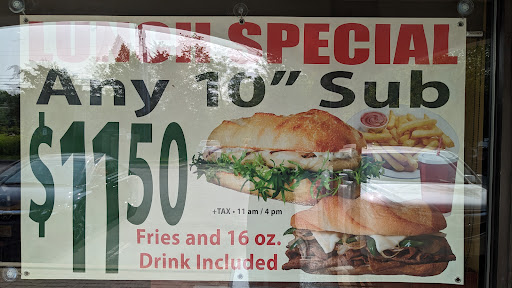 LUNCH SPECIAL
Any 10" Sub
$1150
+TAX • 11 am / 4 pm
Fries and 16 oz.
Drink Included